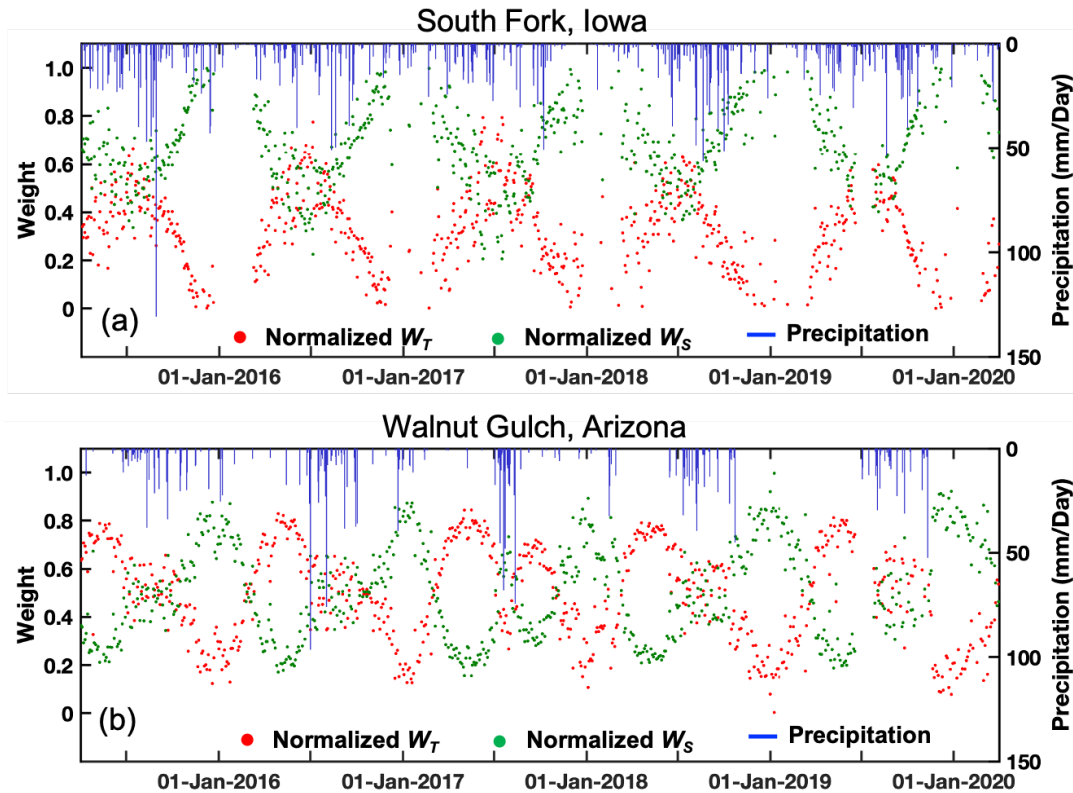 South Fork, Iowa
1.0
0.8
0.6
0.4
0.2
0
Weight
0
50
100
150
Precipitation (mm/Day)
(a)
Normalized W_T
Normalized W_S
Precipitation
01-Jan-2016
01-Jan-2017
01-Jan-2018
01-Jan-2019
01-Jan-2020
Walnut Gulch, Arizona
1.0
0.8
0.6
0.4
0.2
0
Weight
0
50
100
150
Precipitation (mm/Day)
(b)
Normalized W_T
Normalized W_S
Precipitation
01-Jan-2016
01-Jan-2017
01-Jan-2018
01-Jan-2019
01-Jan-2020